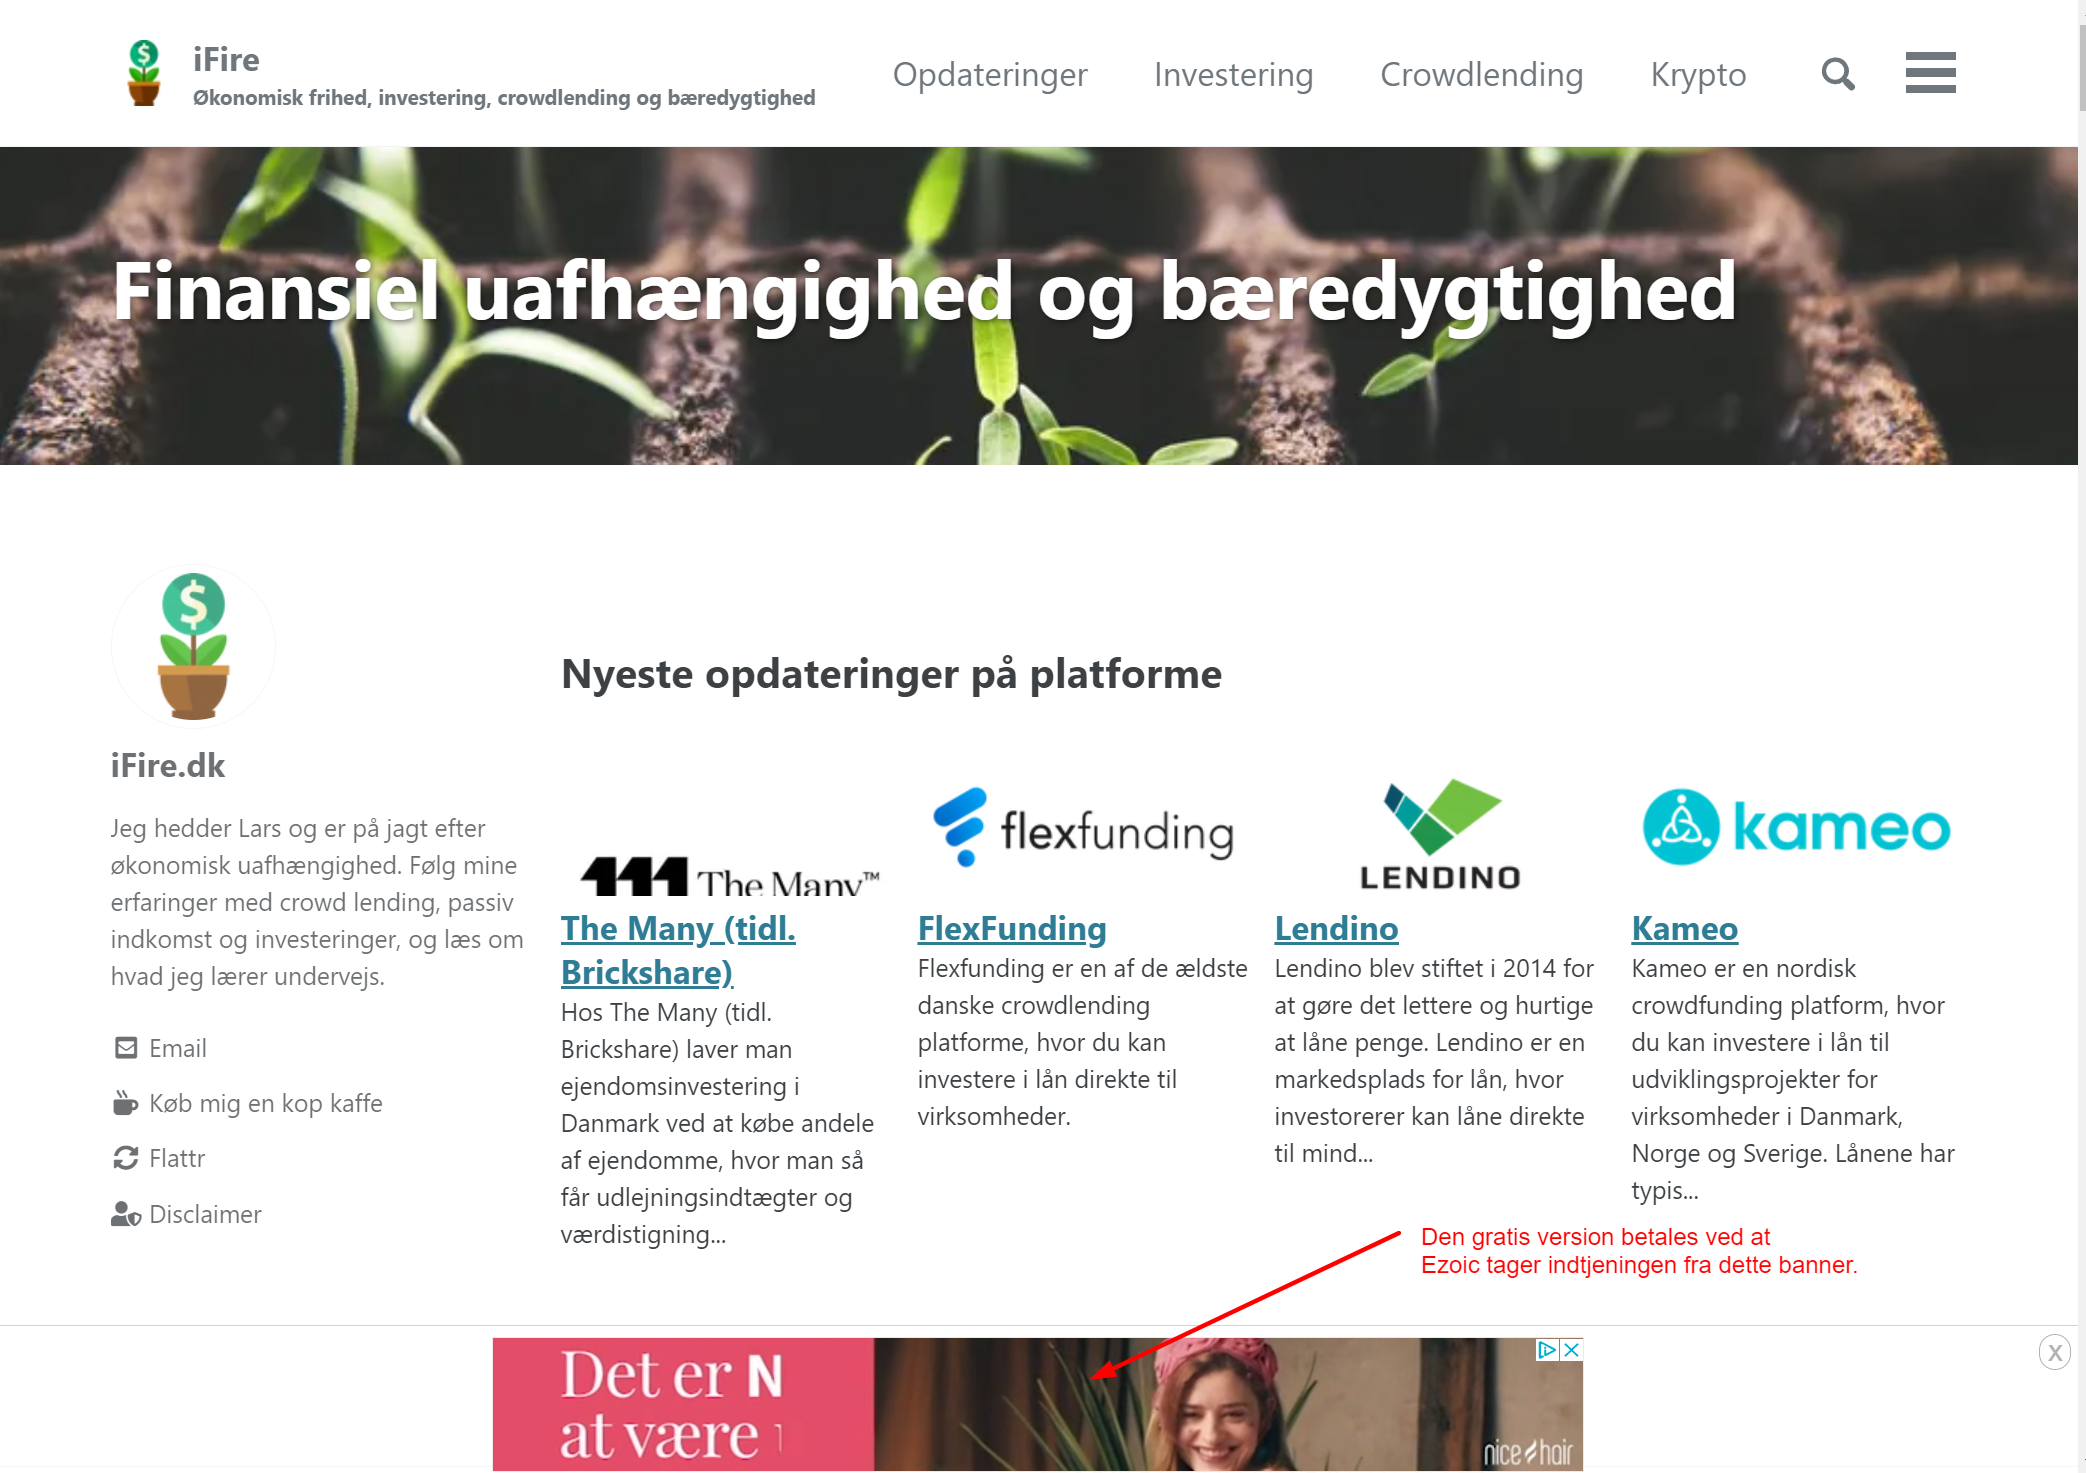 iFire
Økonomisk frihed, investering, crowdlending og bæredygtighed
Opdateringer
Investering
Crowdlending
Krypto
Finansiel uafhængighed og bæredygtighed
iFire.dk
Jeg hedder Lars og er på jagt efter
økonomisk uafhængighed. Følg mine
erfaringer med crowd lending, passiv
indkomst og investeringer, og læs om
hvad jeg lærer undervejs.
Email
Køb mig en kop kaffe
Flattr
Disclaimer
Nyeste opdateringer på platforme
The Many™
The Many (tidl.
Brickshare)
Hos The Many (tidl.
Brickshare) laver man
ejendomsinvestering i
Danmark ved at købe andele
af ejendomme, hvor man så
får udlejningsindtægter og
værdistigning...
flexfunding
FlexFunding
Flexfunding er en af de ældste
danske crowdlending
platforme, hvor du kan
investere i lån direkte til
virksomheder.
LENDINO
Lendino
Lendino blev stiftet i 2014 for
at gøre det lettere og hurtige
at låne penge. Lendino er en
markedsplads for lån, hvor
investorerer kan låne direkte
til mind...
kameo
Kameo
Kameo er en nordisk
crowdfunding platform, hvor
du kan investere i lån til
udviklingsprojekter for
virksomheder i Danmark,
Norge og Sverige. Lånene har
typis...
Den gratis version betales ved at
Ezoic tager indtjeningen fra dette banner.
Det er N
at være
nice hair
X